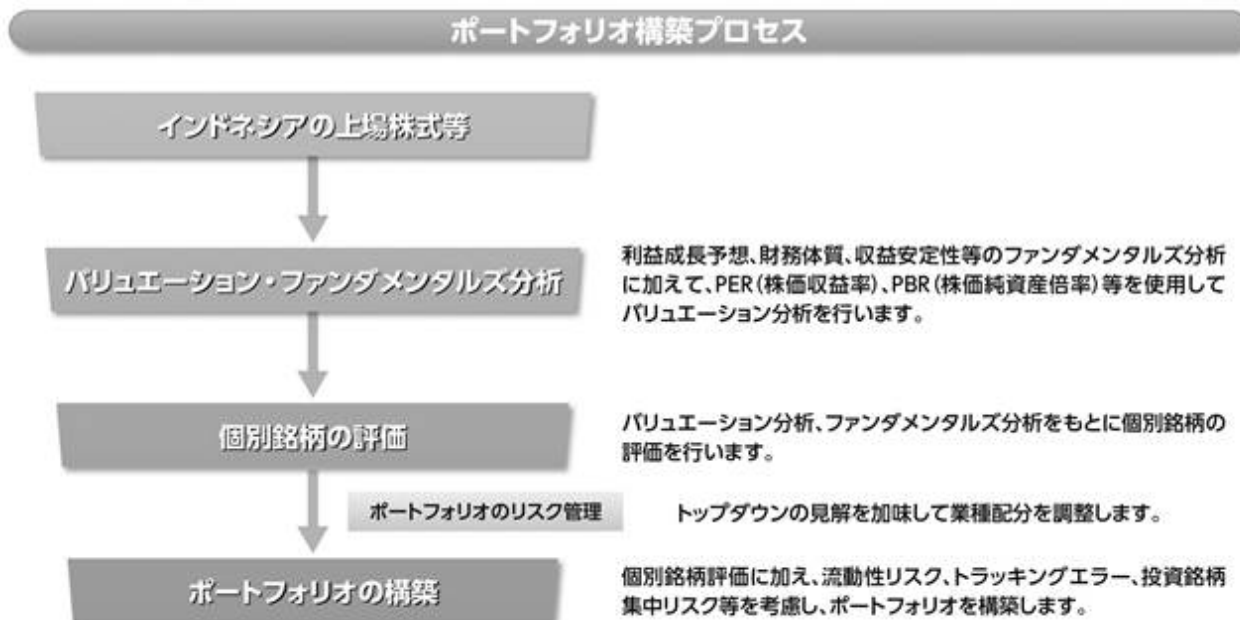 ポートフォリオ構築プロセス
インドネシアの上場株式等
バリュエーション・ファンダメンタルズ分析
利益成長予想、財務体質、収益安定性等のファンダメンタルズ分析
に加えて、PER(株価収益率)、PBR(株価純資産倍率)等を使用して
バリュエーション分析を行います。
個別銘柄の評価
バリュエーション分析、ファンダメンタルズ分析をもとに個別銘柄の
評価を行います。
ポートフォリオのリスク管理
トップダウンの見解を加味して業種配分を調整します。
ポートフォリオの構築
個別銘柄評価に加え、流動性リスク、トラッキングエラー、投資銘柄
集中リスク等を考慮し、ポートフォリオを構築します。